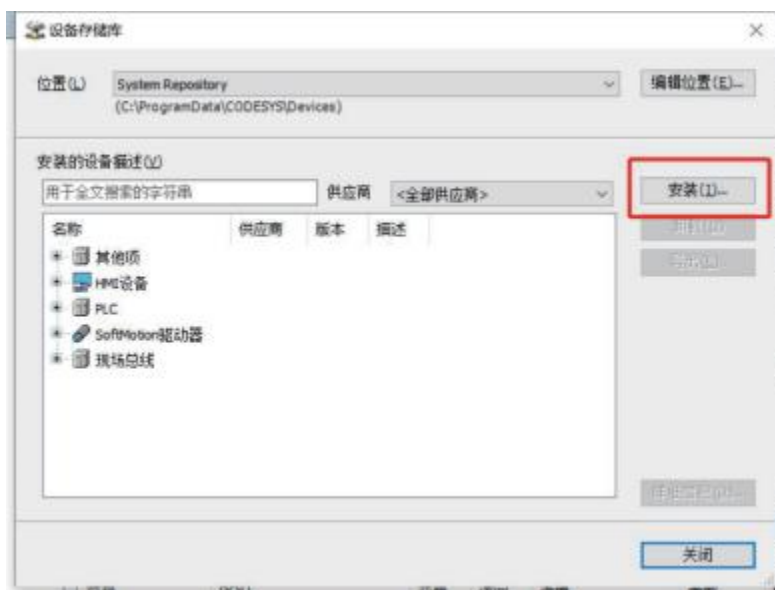 设备存储库
位置(L) System Repository 编辑位置(E)...
(C:\ProgramData\CODESYS\Devices)
安装的设备描述(V)
用于全文搜索的字符串 供应商 <全部供应商> 安装(I)...
名称 供应商 版本 描述
其他项
HMI设备
PLC
SoftMotion驱动器
现场总线
关闭